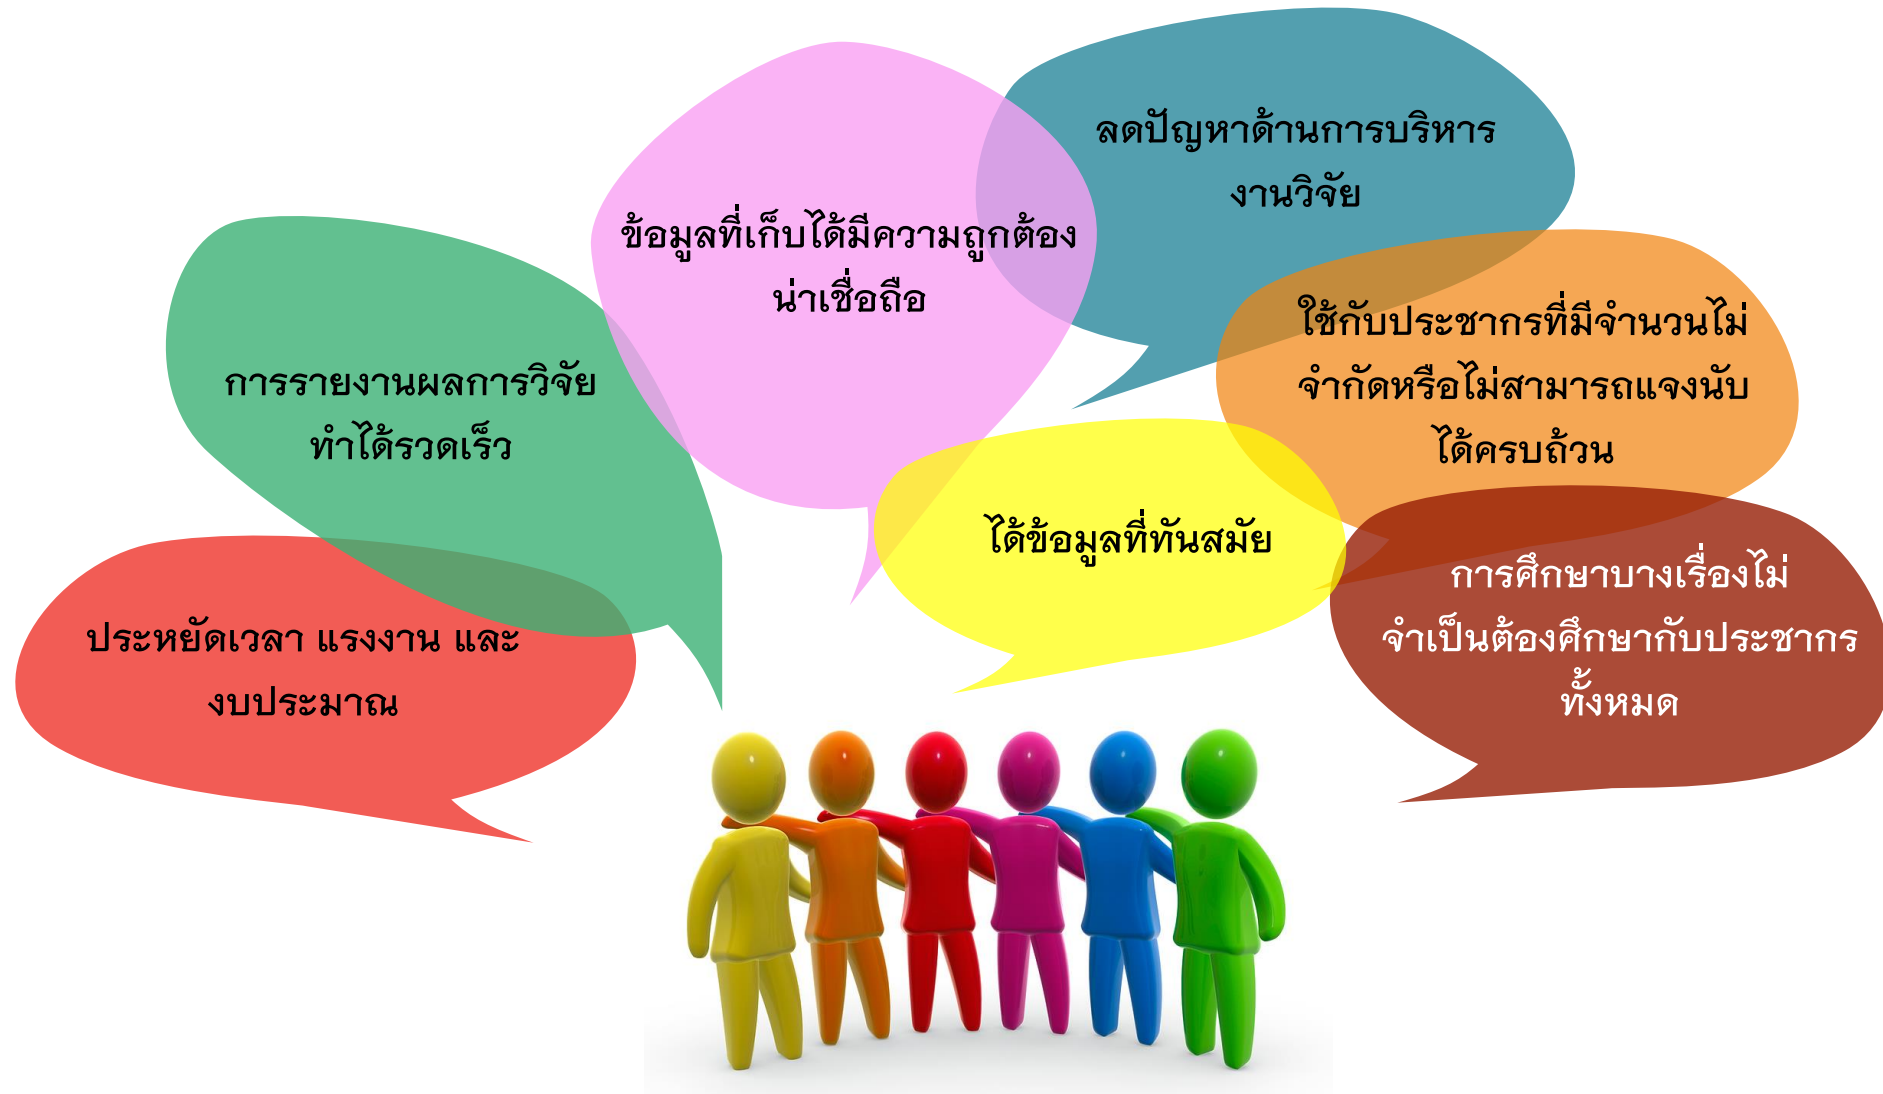 ลดปัญหาด้านการบริหาร
งานวิจัย
ข้อมูลที่เก็บได้มีความถูกต้อง
น่าเชื่อถือ
ใช้กับประชากรที่มีจำนวนไม่
จำกัดหรือไม่สามารถแจงนับ
ได้ครบถ้วน
การรายงานผลการวิจัย
ทำได้รวดเร็ว
ได้ข้อมูลที่ทันสมัย
การศึกษาบางเรื่องไม่
จำเป็นต้องศึกษากับประชากร
ทั้งหมด
ประหยัดเวลา แรงงาน และ
งบประมาณ